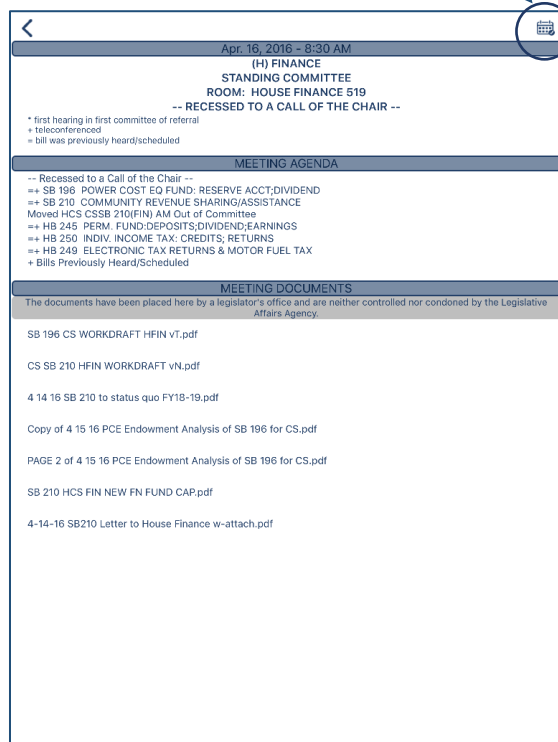 Apr. 16, 2016 - 8:30 AM
(H) FINANCE
STANDING COMMITTEE
ROOM: HOUSE FINANCE 519
-- RECESSED TO A CALL OF THE CHAIR --
* first hearing in first committee of referral
+ teleconferenced
= bill was previously heard/scheduled
MEETING AGENDA
-- Recessed to a Call of the Chair --
=+ SB 196 POWER COST EQ FUND: RESERVE ACCT;DIVIDEND
=+ SB 210 COMMUNITY REVENUE SHARING/ASSISTANCE
Moved HCS CSSB 210(FIN) AM Out of Committee
=+ HB 245 PERM. FUND:DEPOSITS;DIVIDEND;EARNINGS
=+ HB 250 INDIV. INCOME TAX: CREDITS; RETURNS
=+ HB 249 ELECTRONIC TAX RETURNS & MOTOR FUEL TAX
+ Bills Previously Heard/Scheduled
MEETING DOCUMENTS
The documents have been placed here by a legislator's office and are neither controlled nor condoned by the Legislative
Affairs Agency.
SB 196 CS WORKDRAFT HFIN vT.pdf
CS SB 210 HFIN WORKDRAFT vN.pdf
4 14 16 SB 210 to status quo FY18-19.pdf
Copy of 4 15 16 PCE Endowment Analysis of SB 196 for CS.pdf
PAGE 2 of 4 15 16 PCE Endowment Analysis of SB 196 for CS.pdf
SB 210 HCS FIN NEW FN FUND CAP.pdf
4-14-16 SB210 Letter to House Finance w-attach.pdf